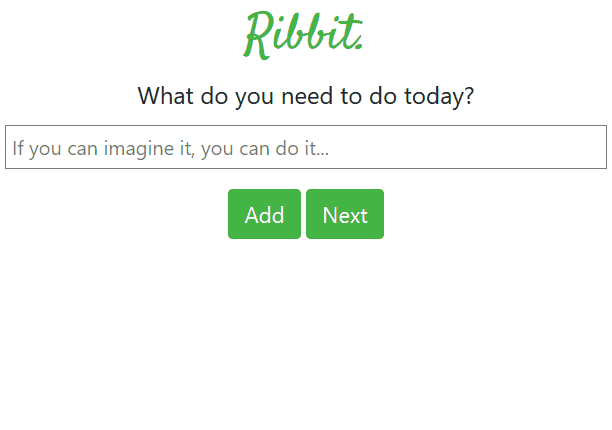 Ribbit.
What do you need to do today?
If you can imagine it, you can do it...
Add Next